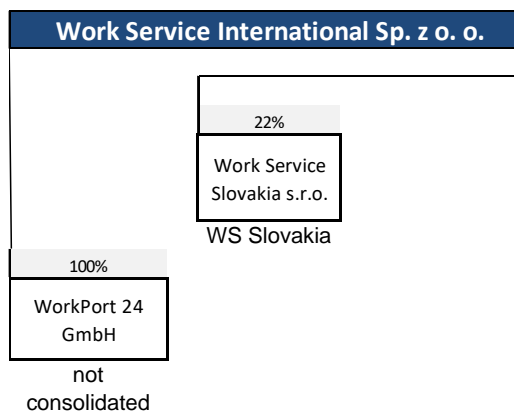 Work Service International Sp. z o. o.
22%
Work Service
Slovakia s.r.o.
WS Slovakia
100%
WorkPort 24
GmbH
not
consolidated